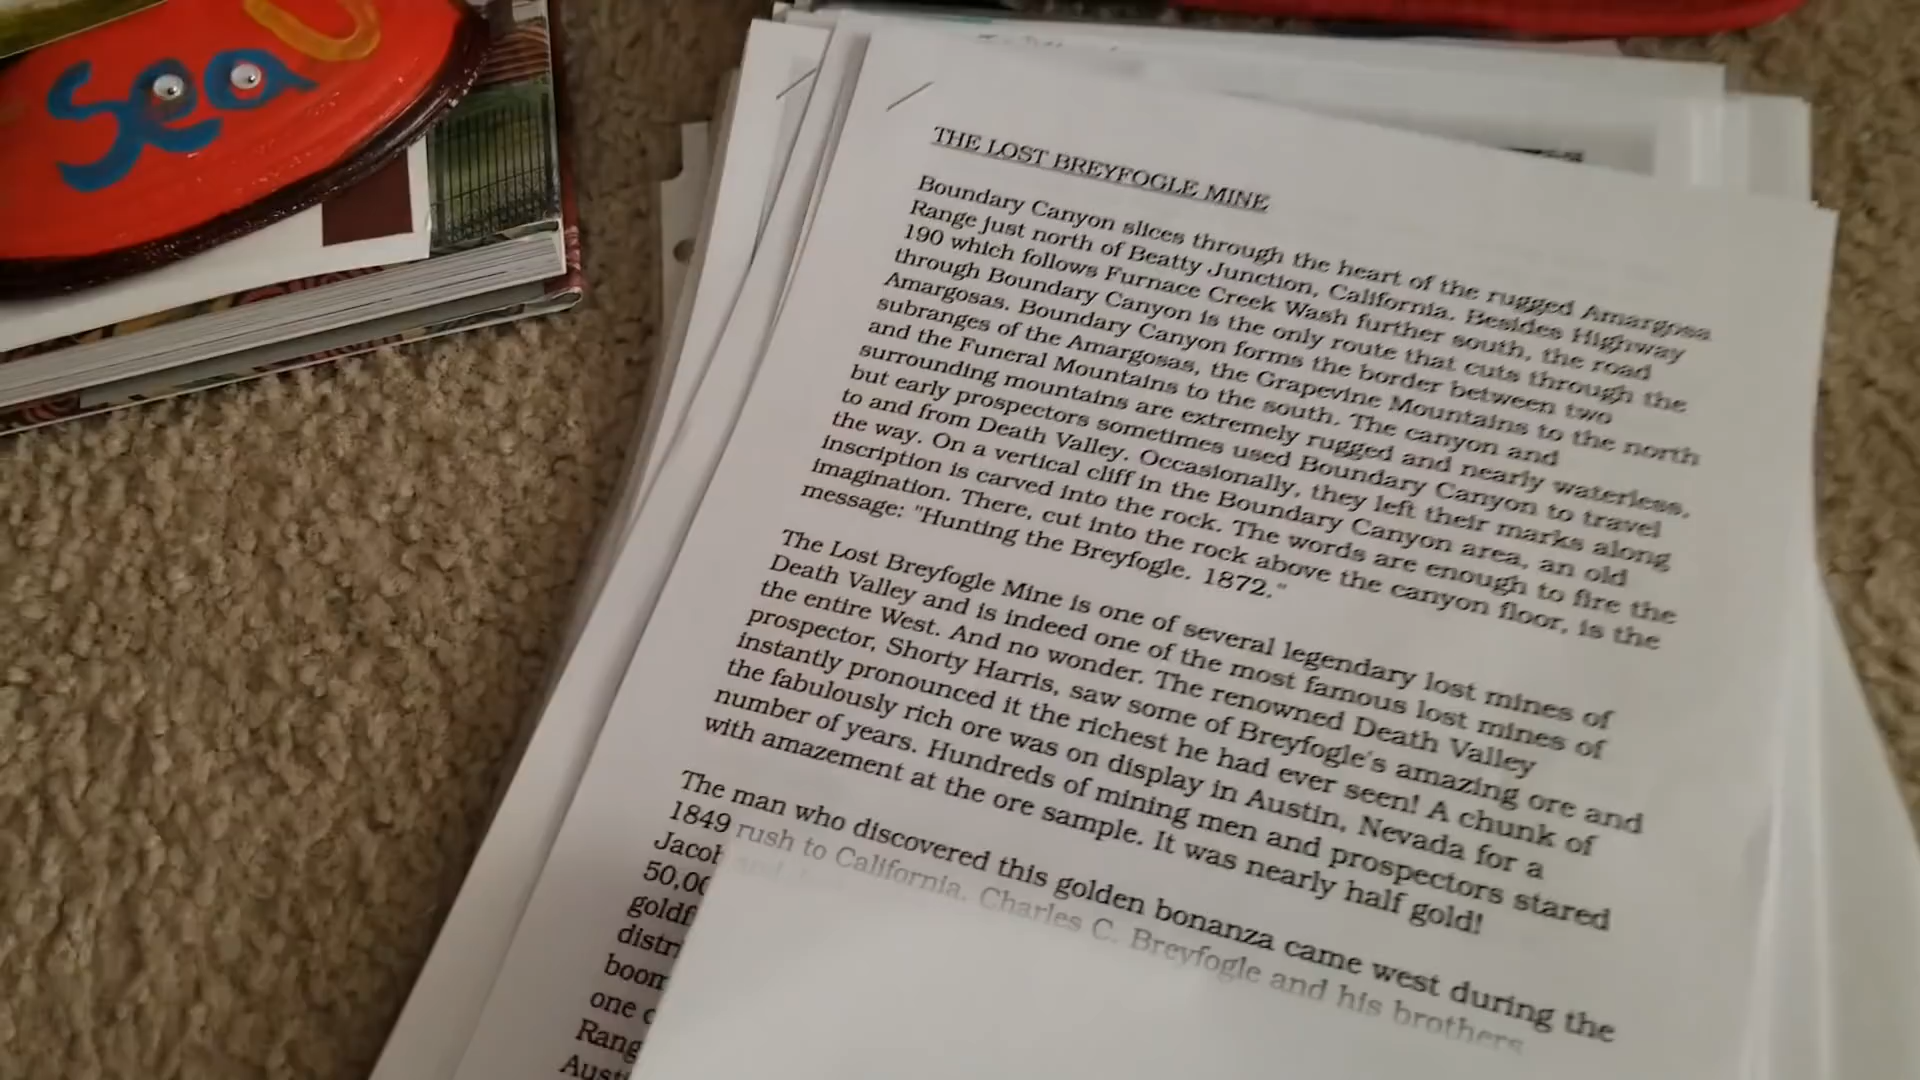 Sea
THE LOST BREYFOGLE MINE
Boundary Canyon slices through the heart of the rugged Amargosa
Range just north of Beatty Junction, California. Besides Highway
190 which follows Furnace Creek Wash further south, the road
through Boundary Canyon is the only route that cuts through the
Amargosas. Boundary Canyon forms the border between two
subranges of the Amargosas, the Grapevine Mountains to the north
and the Funeral Mountains to the south. The canyon and
surrounding mountains are extremely rugged and nearly waterless,
but early prospectors sometimes used Boundary Canyon to travel
to and from Death Valley. Occasionally, they left their marks along
the way. On a vertical cliff in the Boundary Canyon area, an old
inscription is carved into the rock. The words are enough to fire the
imagination. There, cut into the rock above the canyon floor, is the
message: "Hunting the Breyfogle. 1872."
The Lost Breyfogle Mine is one of several legendary lost mines of
Death Valley and is indeed one of the most famous lost mines of
the entire West. And no wonder. The renowned Death Valley
prospector, Shorty Harris, saw some of Breyfogle's amazing ore and
instantly pronounced it the richest he had ever seen! A chunk of
the fabulously rich ore was on display in Austin, Nevada for a
number of years. Hundreds of mining men and prospectors stared
with amazement at the ore sample. It was nearly half gold!
The man who discovered this golden bonanza came west during the
1849 rush to California. Charles C. Breyfogle and his brothers
Jacob
50,00
goldf
distr
boom
one
Rang
Aust